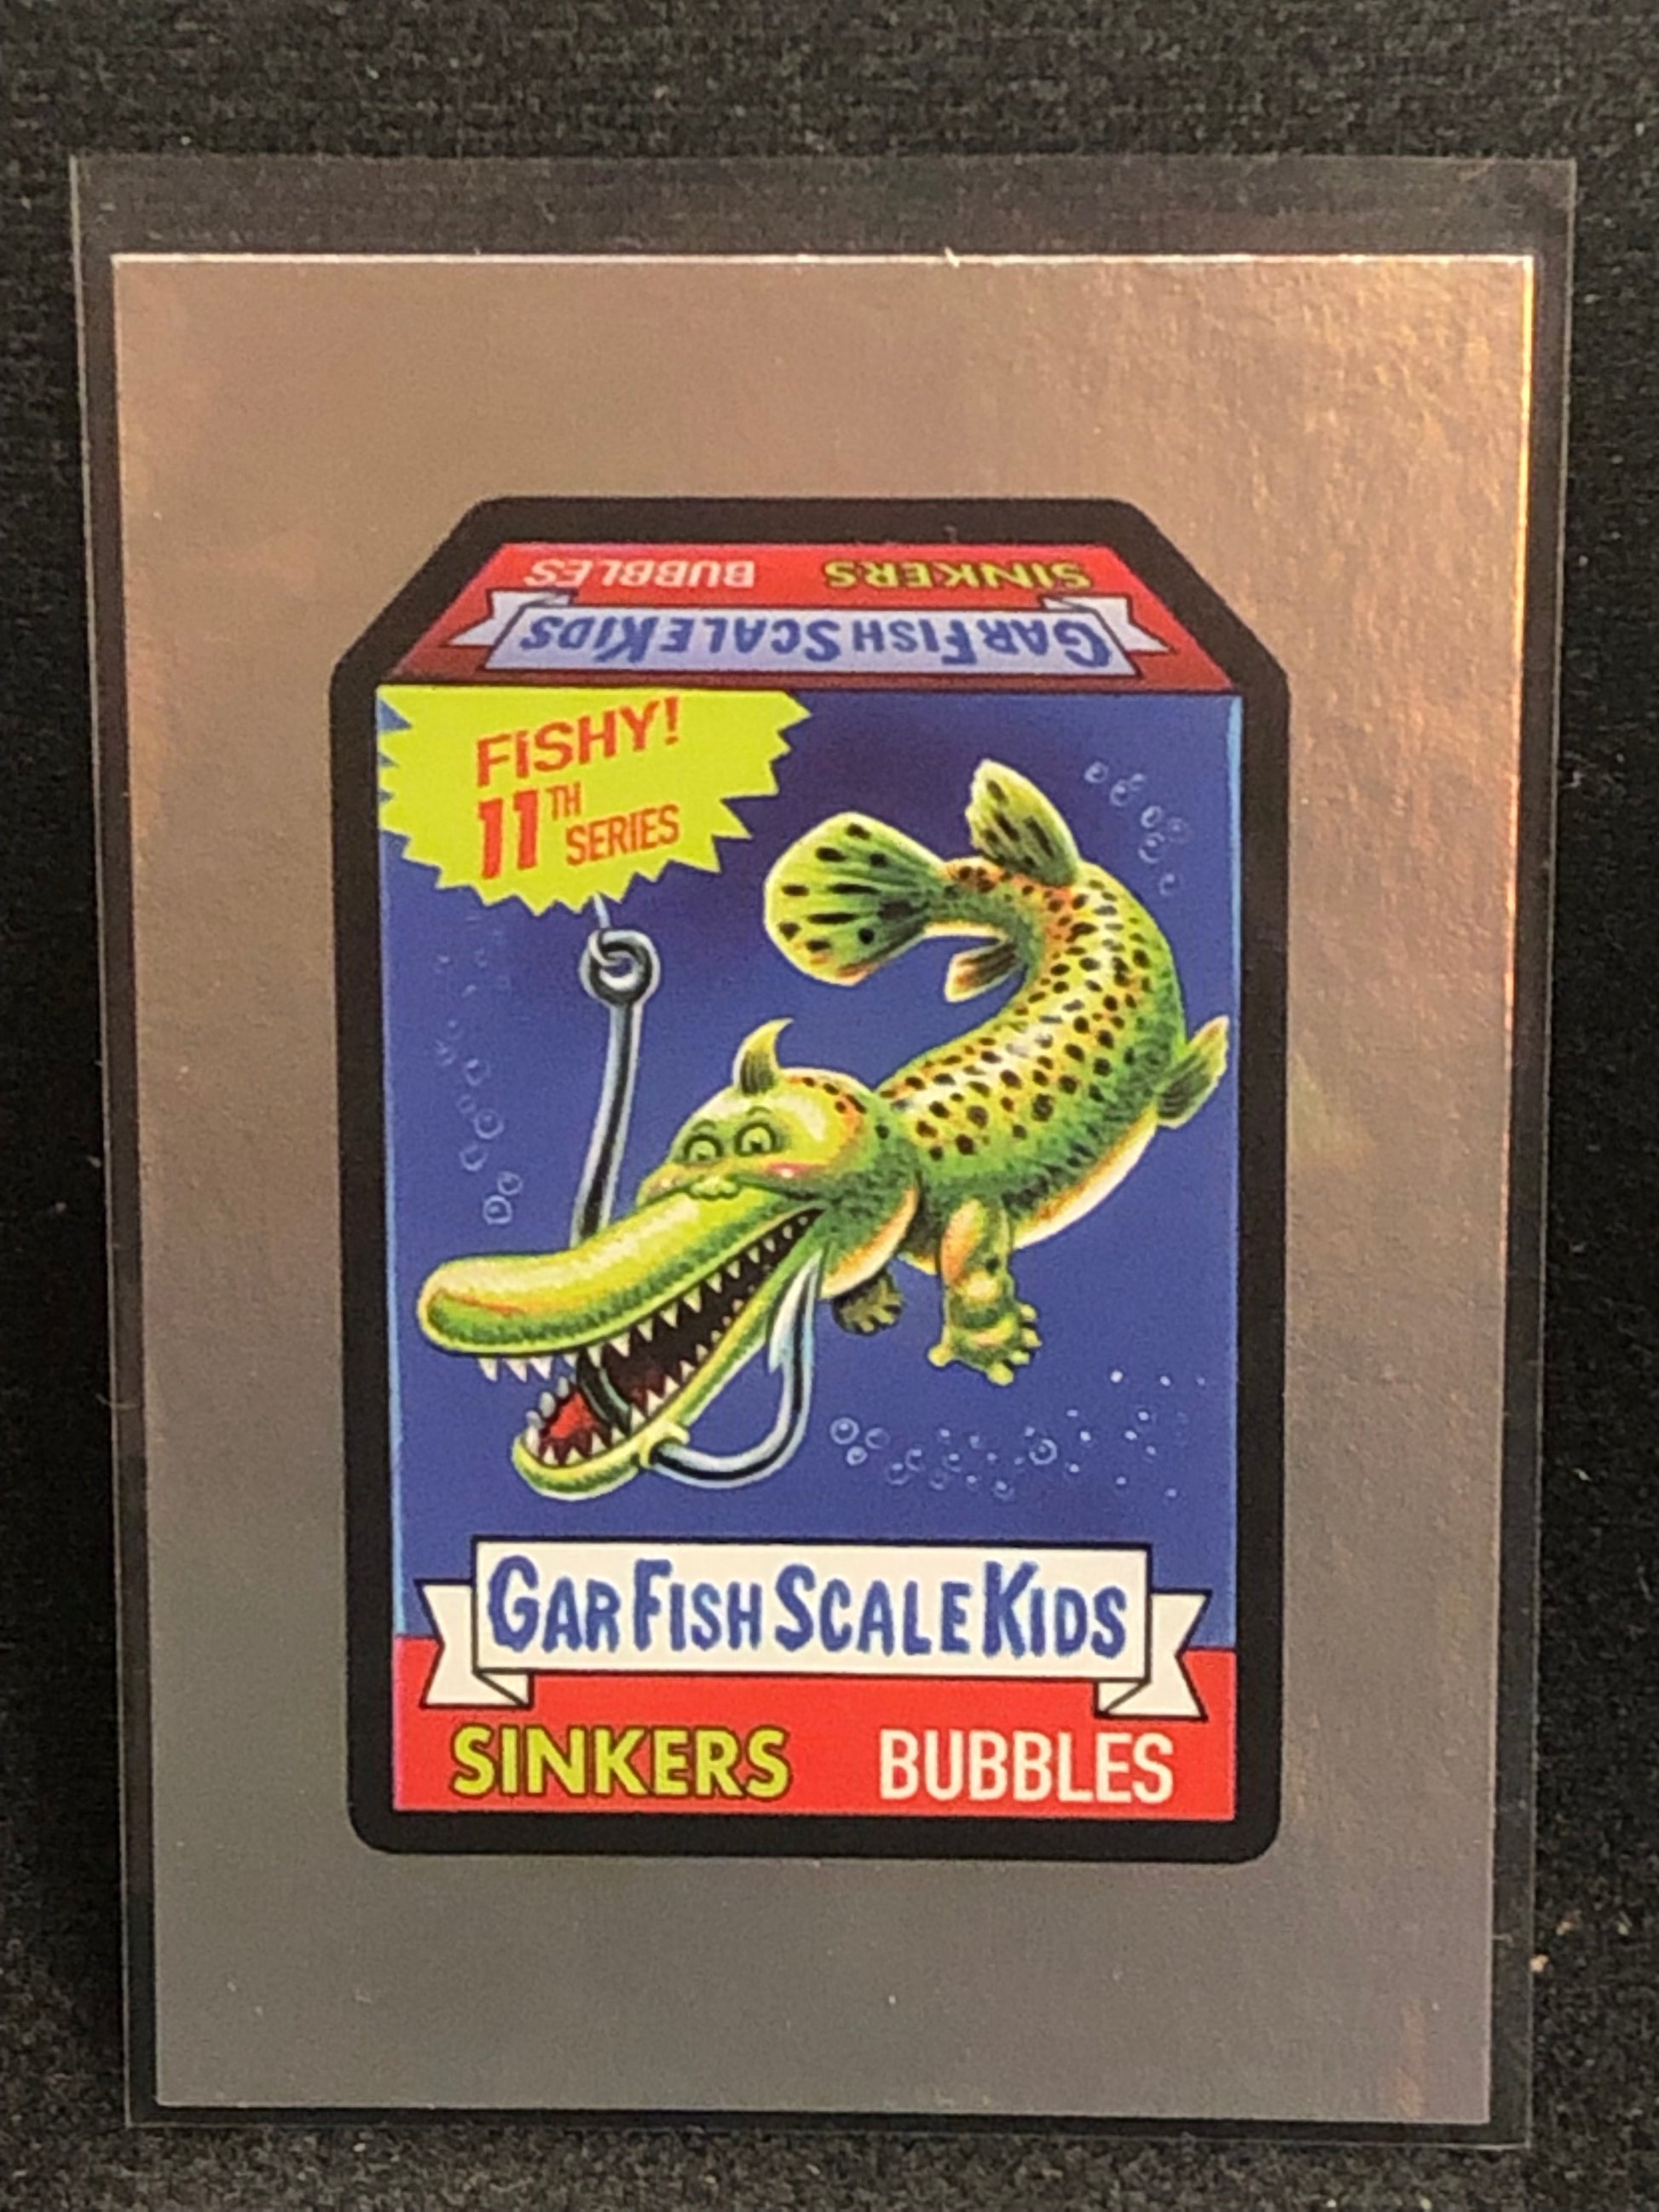 SINKERS BUBBLES
GAR FISH SCALE KIDS
FISHY!
11TH
SERIES
GAR FISH SCALE KIDS
SINKERS BUBBLES